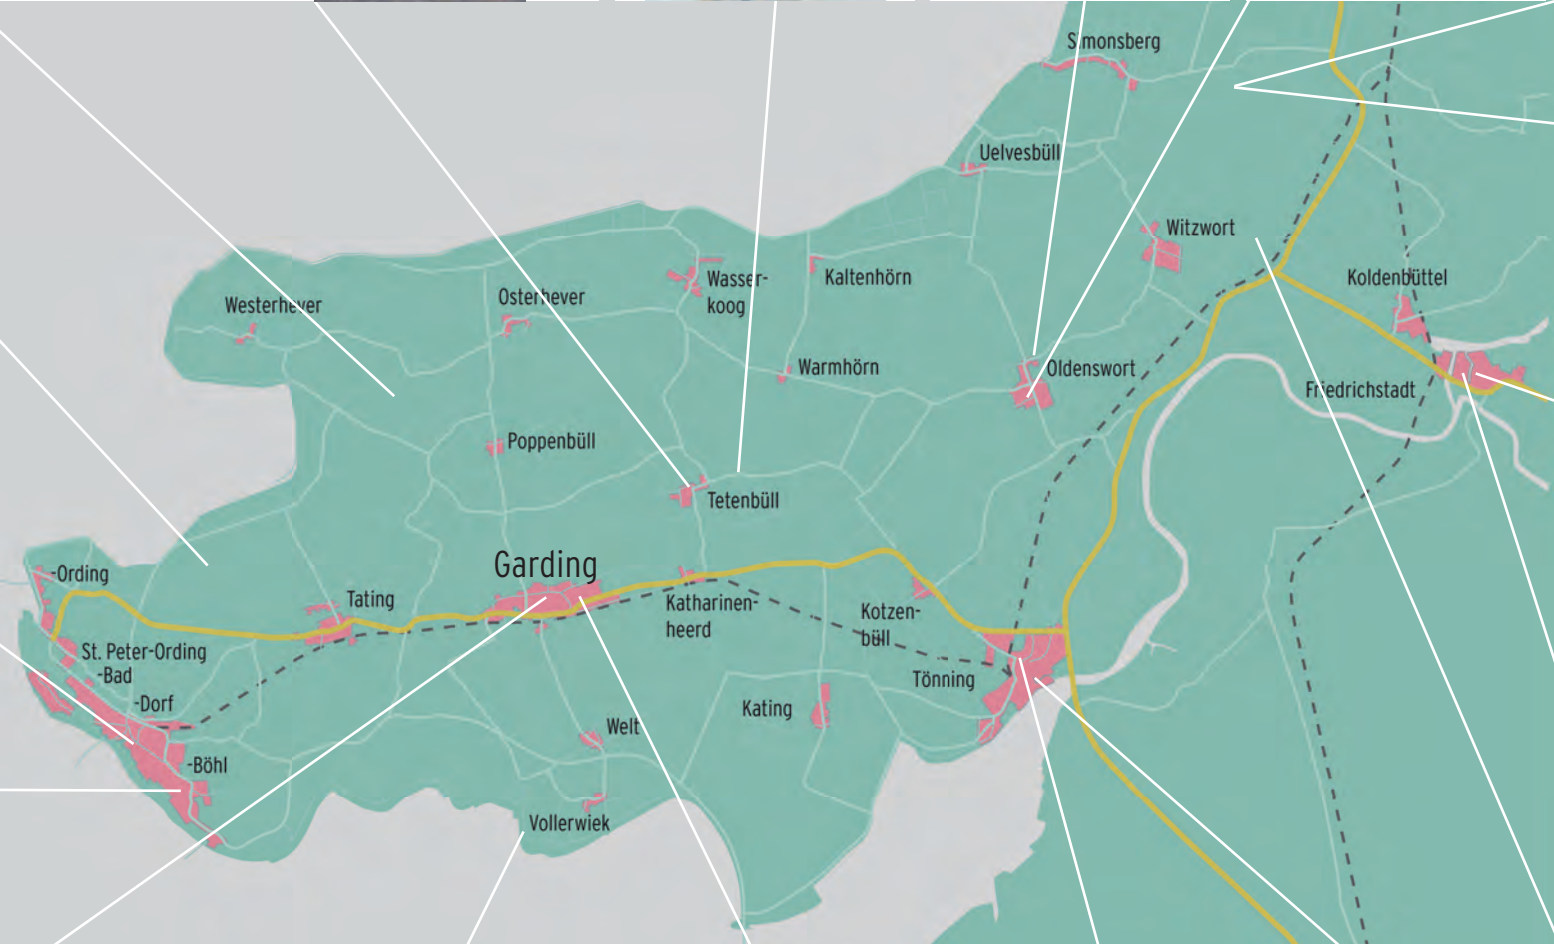 Simonsberg
Uelvesbüll
Witzwort
Koldenbüttel
Wasser-
koog
Kaltenhörn
Westerhever
Osterhever
Warmhörn
Oldenswort
Friedrichstadt
Poppenbüll
Tetenbüll
Garding
-Ording
Tating
Katharinen-
heerd
Kotzen-
büll
St. Peter-Ording
-Bad
-Dorf
Tönning
Kating
Welt
-Böhl
Vollerwiek